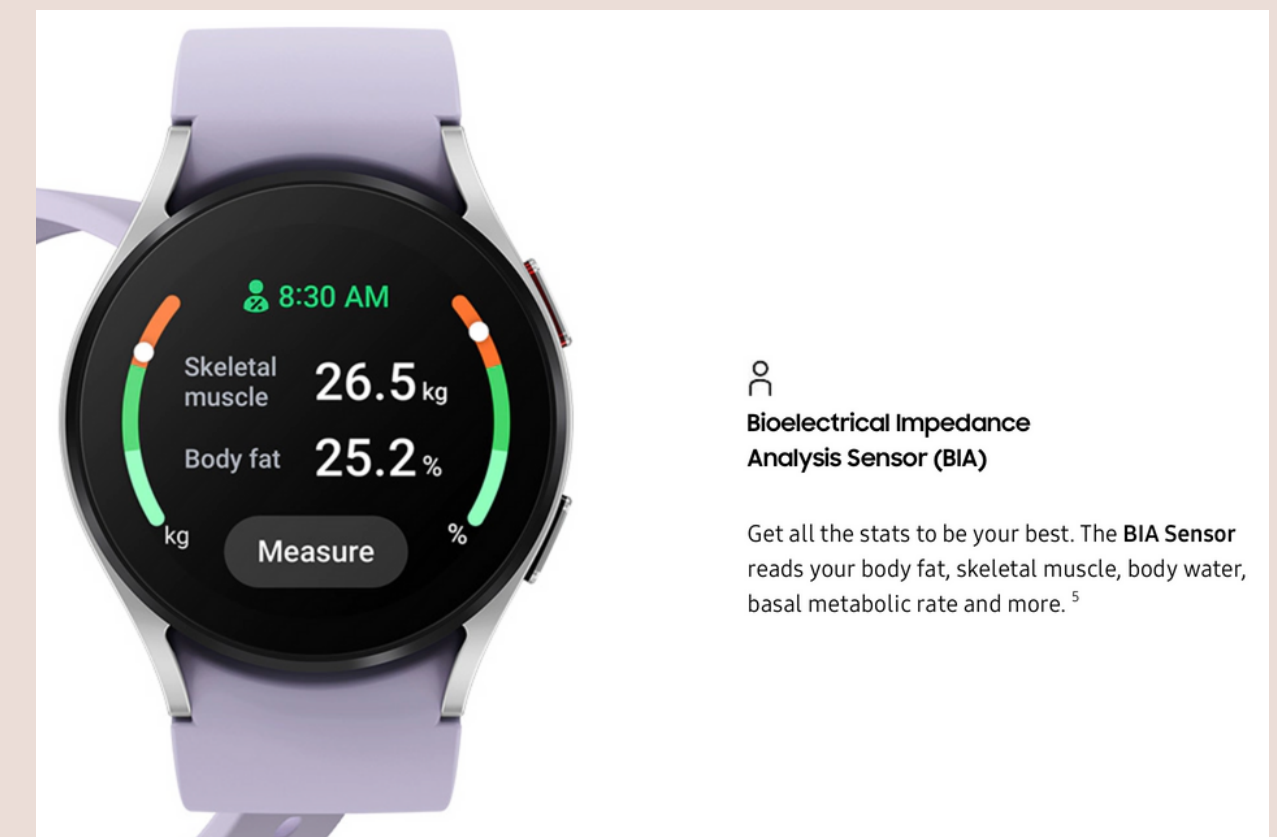 8:30 AM
Skeletal
muscle
26.5 kg
Body fat
25.2 %
kg
%
Measure
Bioelectrical Impedance
Analysis Sensor (BIA)
Get all the stats to be your best. The BIA Sensor
reads your body fat, skeletal muscle, body water,
basal metabolic rate and more. 5